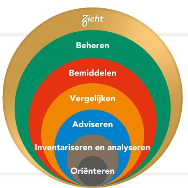 Zicht
Beheren
Bemiddelen
Vergelijken
Adviseren
Inventariseren en analyseren
Oriënteren